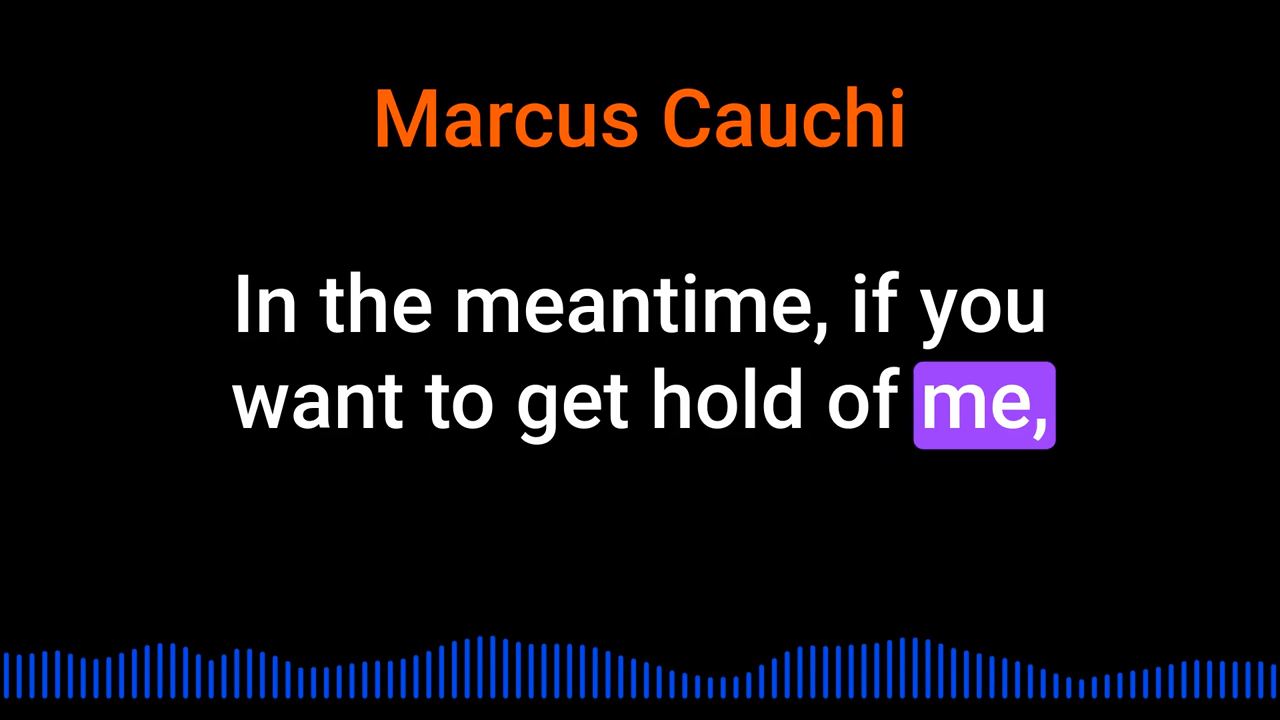 Marcus Cauchi
In the meantime, if you
want to get hold of me,